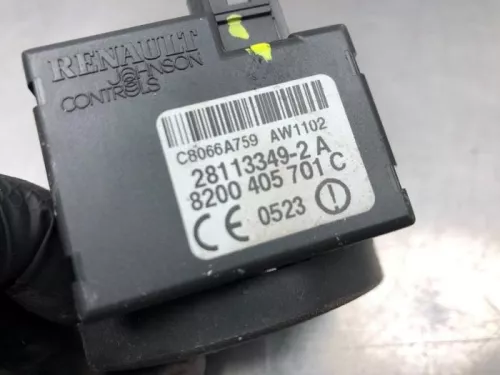 RENAULT
JOHNSON
CONTROLS
C8066A759 AW1102
28113349-2 A
8200 405 701 C
CE 0523 !